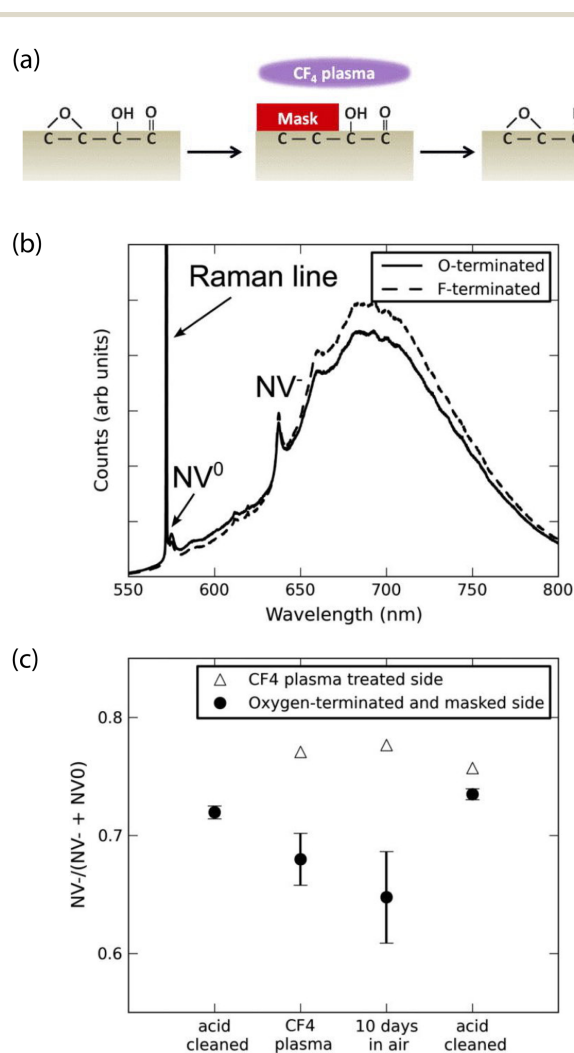 (a)
CF4 plasma
O OH O
C – C – C – C
Mask OH O
C – C – C – C
O
C – C – C
(b)
O-terminated
F-terminated
Raman line
NV-
NV0
Counts (arb units)
550 600 650 700 750 800
Wavelength (nm)
(c)
CF4 plasma treated side
Oxygen-terminated and masked side
0.8
0.7
0.6
NV-/(NV- + NV0)
acid cleaned
CF4 plasma
10 days in air
acid cleaned